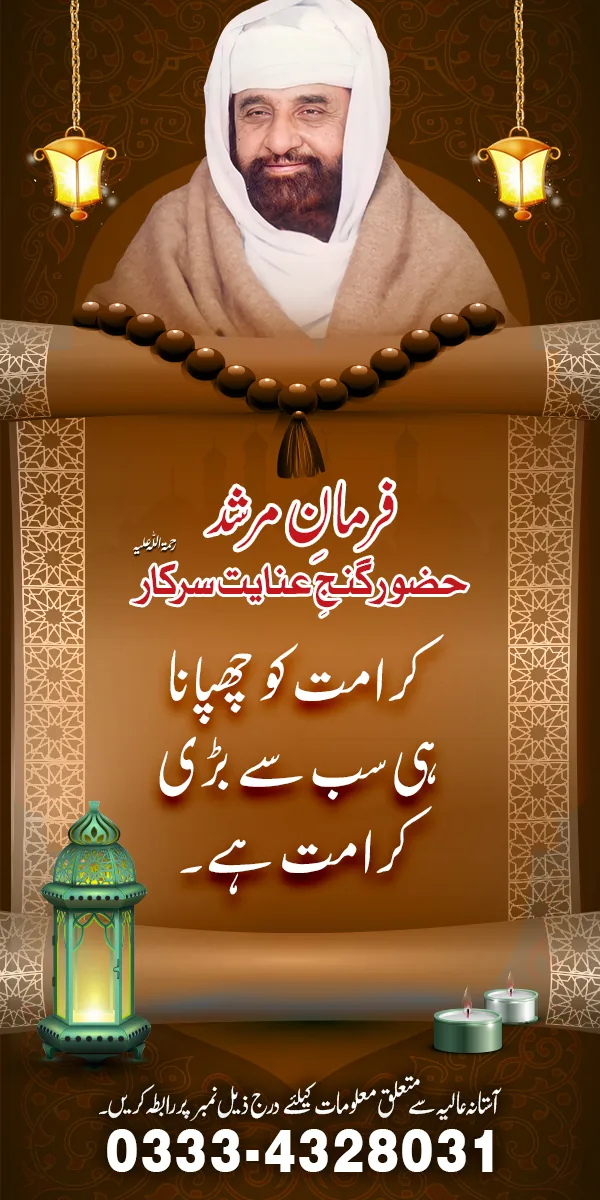 فرمانِ مرشد
حضور گنجِ عنایت سرکار رحمۃ اللہ علیہ
کرامت کو چھپانا
ہی سب سے بڑی
کرامت ہے۔
آستانہ عالیہ سے متعلق معلومات کیلئے درج ذیل نمبر پر رابطہ کریں۔
0333-4328031